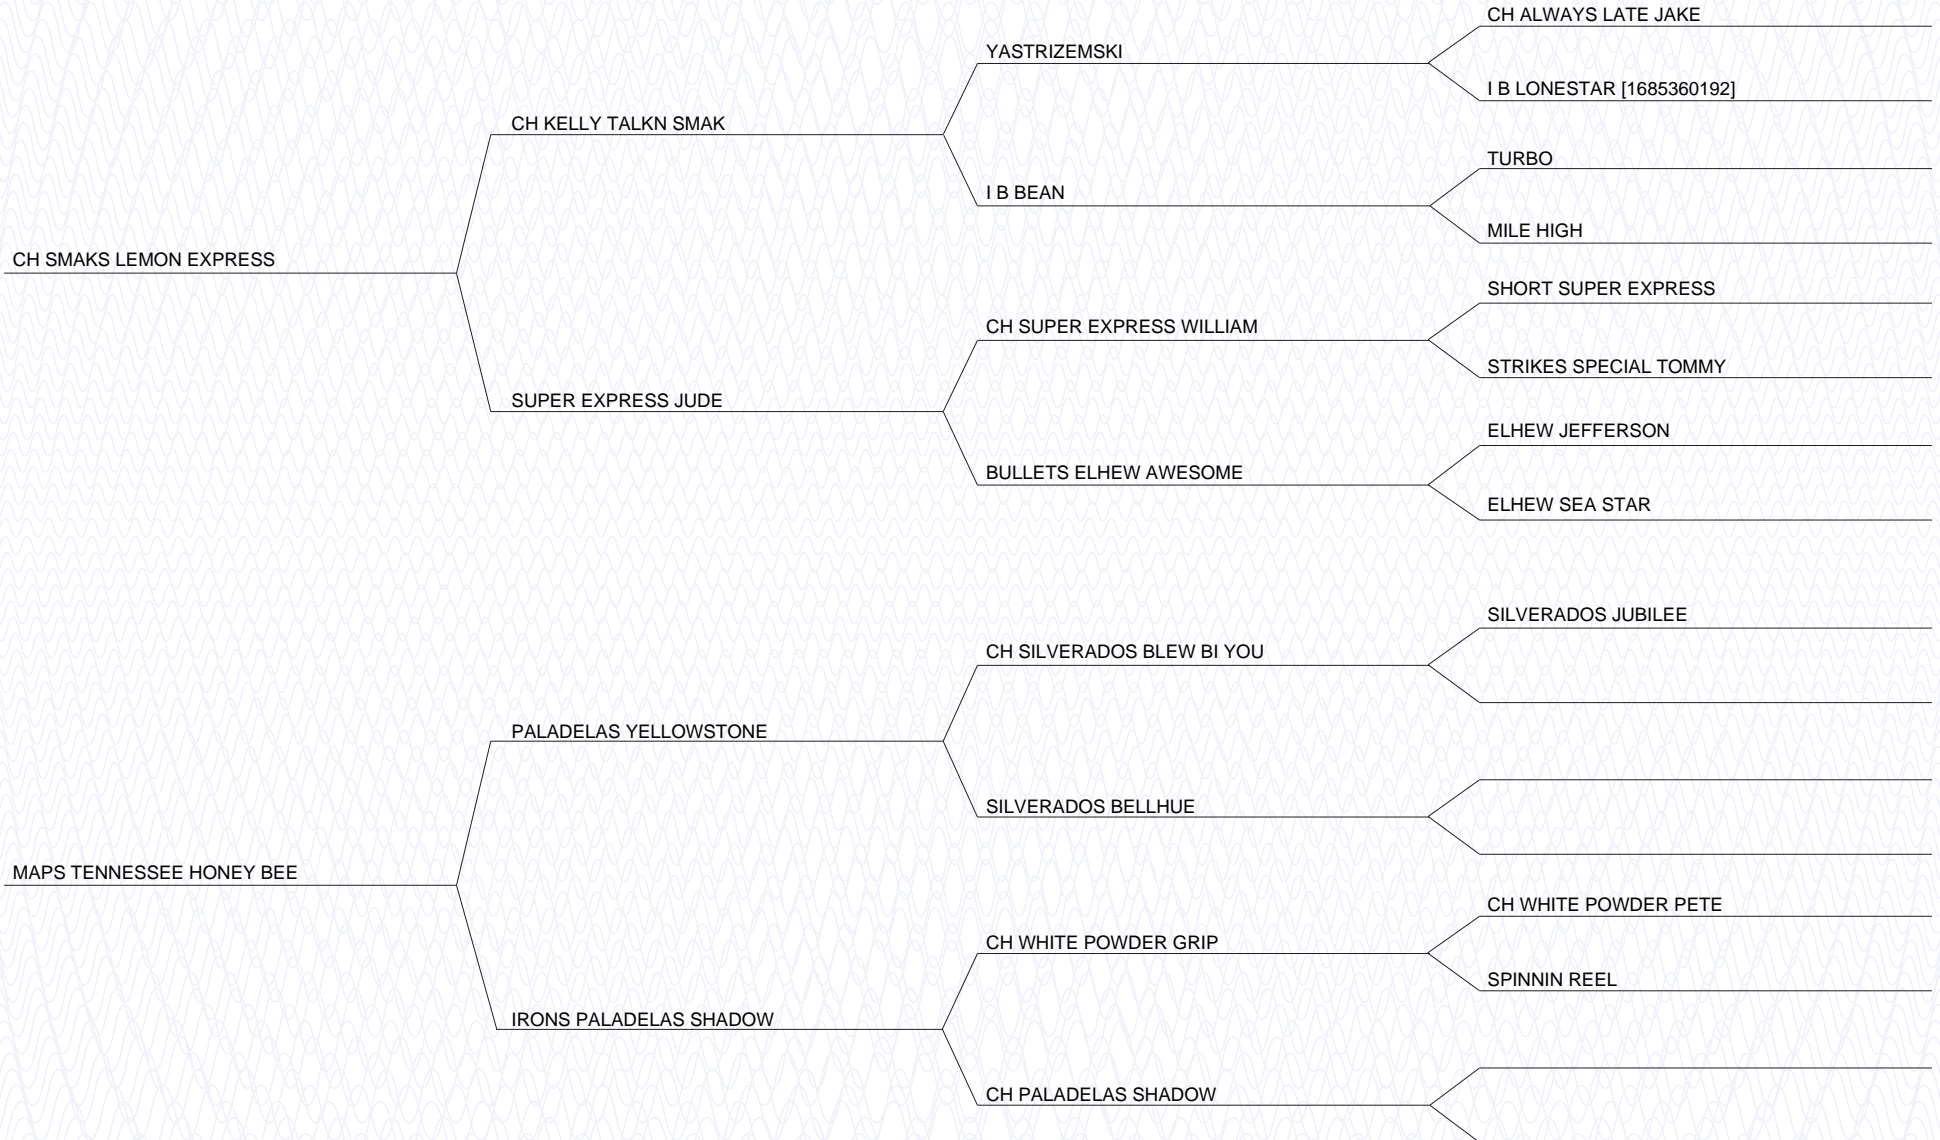 CH ALWAYS LATE JAKE
YASTRIZEMSKI
I B LONESTAR [1685360192]
CH KELLY TALKN SMAK
TURBO
I B BEAN
MILE HIGH
CH SMAKS LEMON EXPRESS
SHORT SUPER EXPRESS
CH SUPER EXPRESS WILLIAM
STRIKES SPECIAL TOMMY
SUPER EXPRESS JUDE
ELHEW JEFFERSON
BULLETS ELHEW AWESOME
ELHEW SEA STAR
SILVERADOS JUBILEE
CH SILVERADOS BLEW BI YOU
PALADELAS YELLOWSTONE
SILVERADOS BELLHUE
MAPS TENNESSEE HONEY BEE
CH WHITE POWDER PETE
CH WHITE POWDER GRIP
SPINNIN REEL
IRONS PALADELAS SHADOW
CH PALADELAS SHADOW